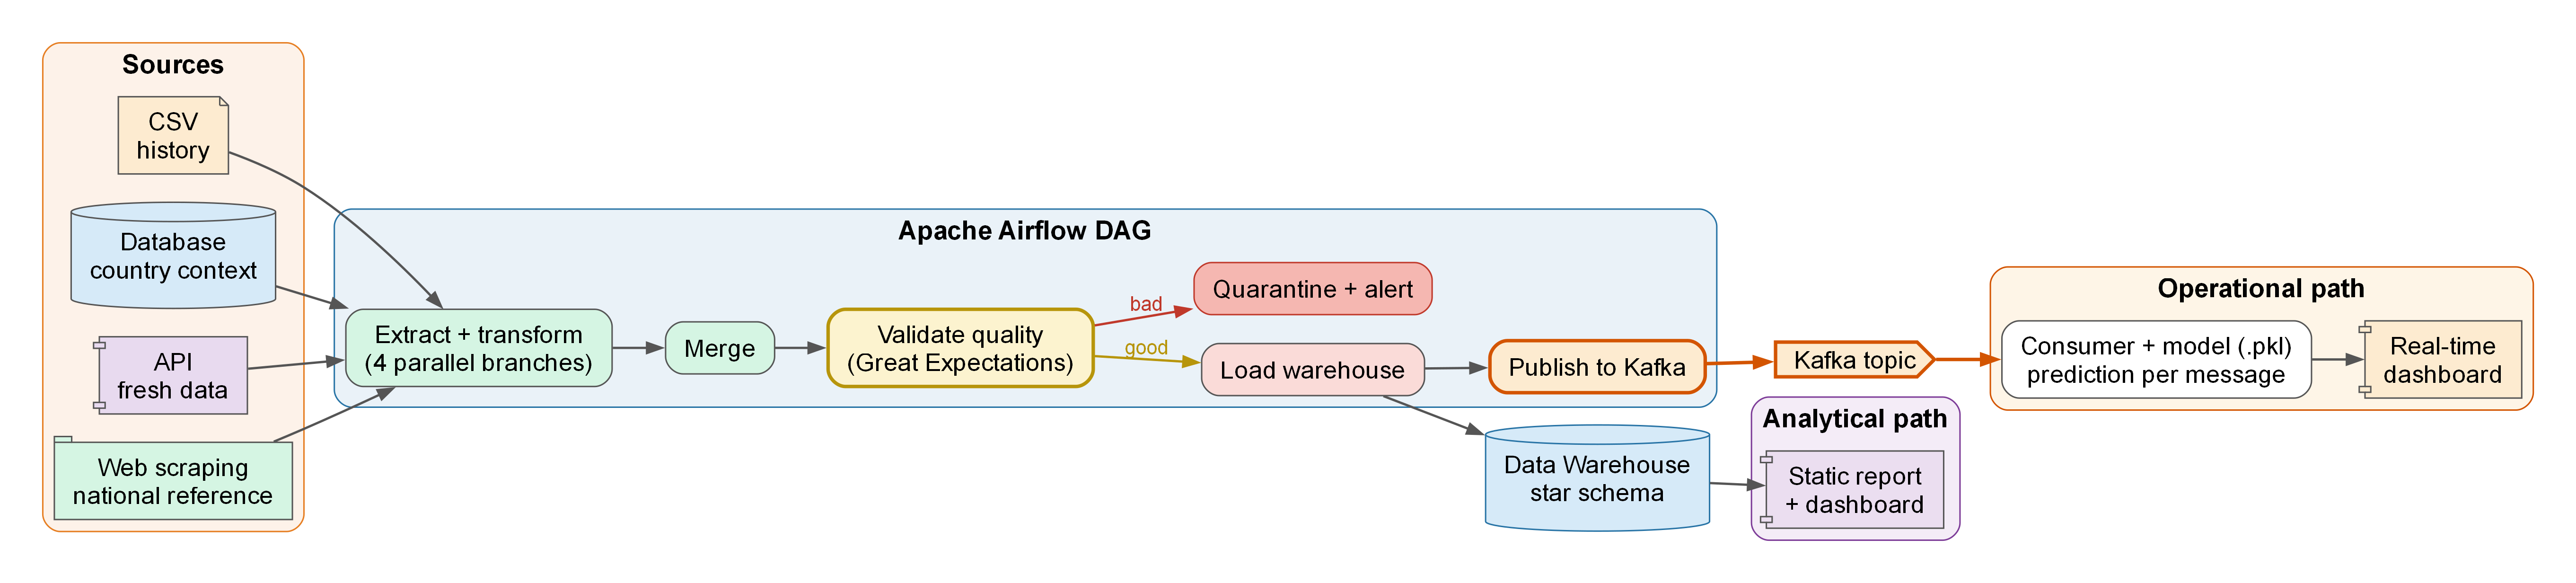 Sources
CSV
history
Database
country context
API
fresh data
Web scraping
national reference
Apache Airflow DAG
Extract + transform
(4 parallel branches)
Merge
Validate quality
(Great Expectations)
bad
good
Quarantine + alert
Load warehouse
Publish to Kafka
Kafka topic
Data Warehouse
star schema
Operational path
Consumer + model (.pkl)
prediction per message
Real-time
dashboard
Analytical path
Static report
+ dashboard